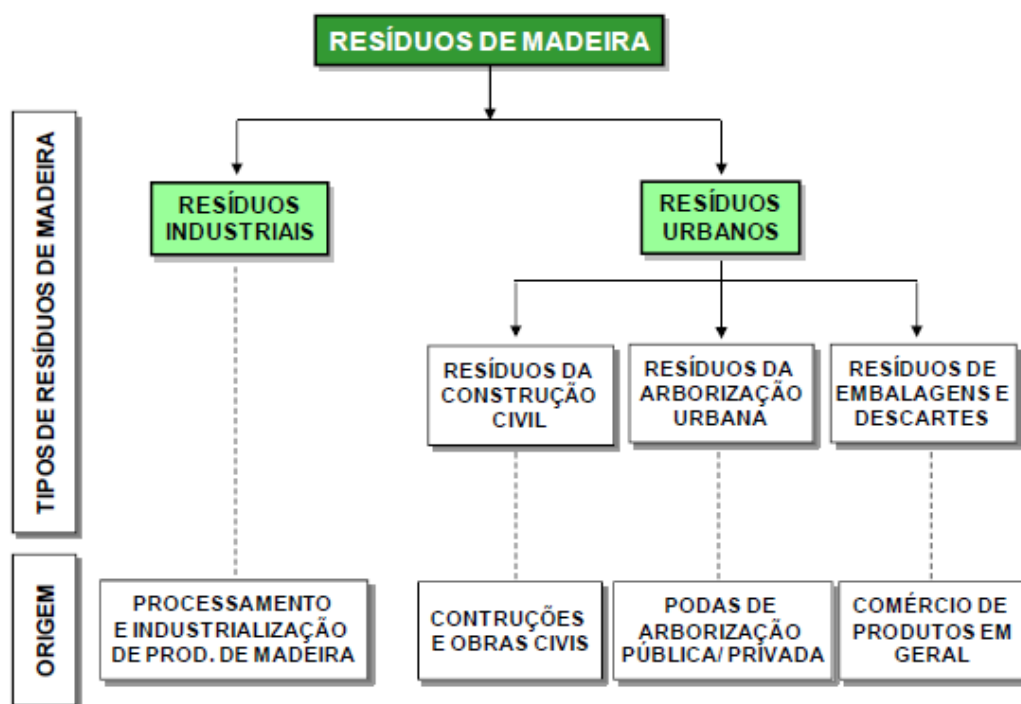 RESÍDUOS DE MADEIRA
TIPOS DE RESÍDUOS DE MADEIRA
RESÍDUOS
INDUSTRIAIS
RESÍDUOS
URBANOS
RESÍDUOS DA
CONSTRUÇÃO
CIVIL
RESÍDUOS DA
ARBORIZAÇÃO
URBANA
RESÍDUOS DE
EMBALAGENS E
DESCARTES
ORIGEM
PROCESSAMENTO
E INDUSTRIALIZAÇÃO
DE PROD. DE MADEIRA
CONTRUÇÕES
E OBRAS CIVIS
PODAS DE
ARBORIZAÇÃO
PÚBLICA/ PRIVADA
COMÉRCIO DE
PRODUTOS EM
GERAL